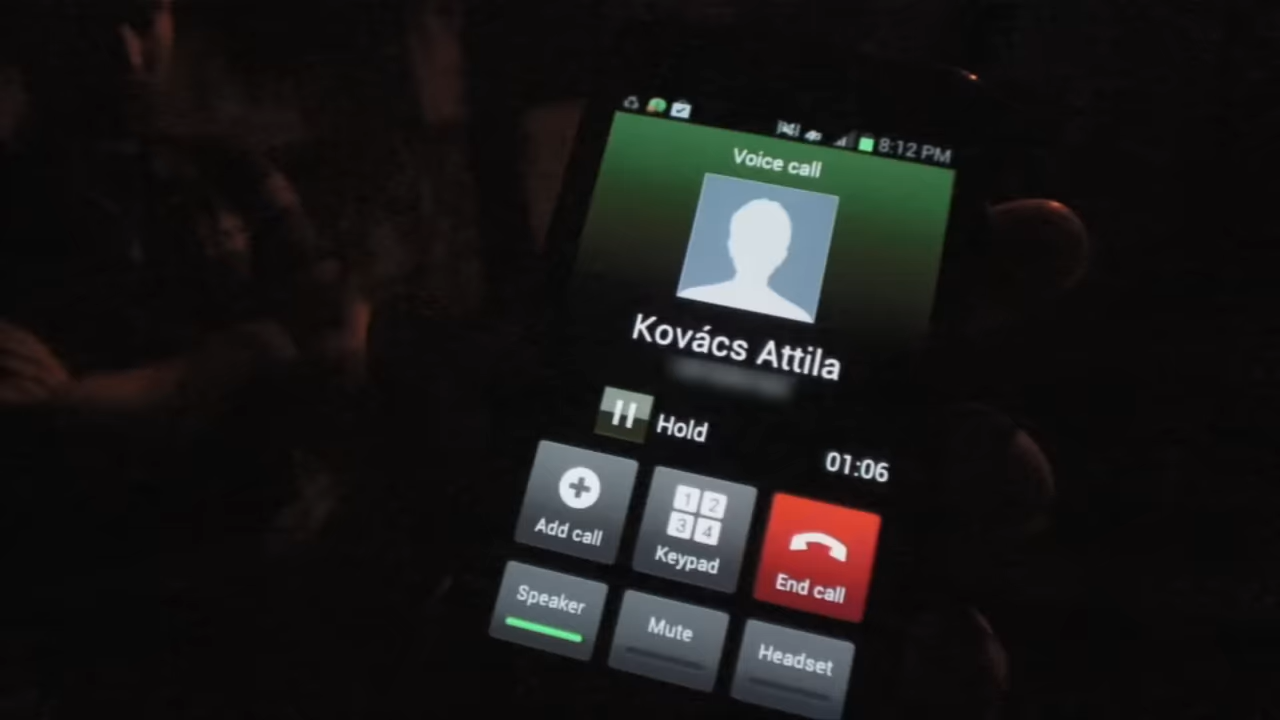 8:12 PM
Voice call
Kovács Attila
Hold
01:06
Add call
1 2
3 4
Keypad
End call
Speaker
Mute
Headset